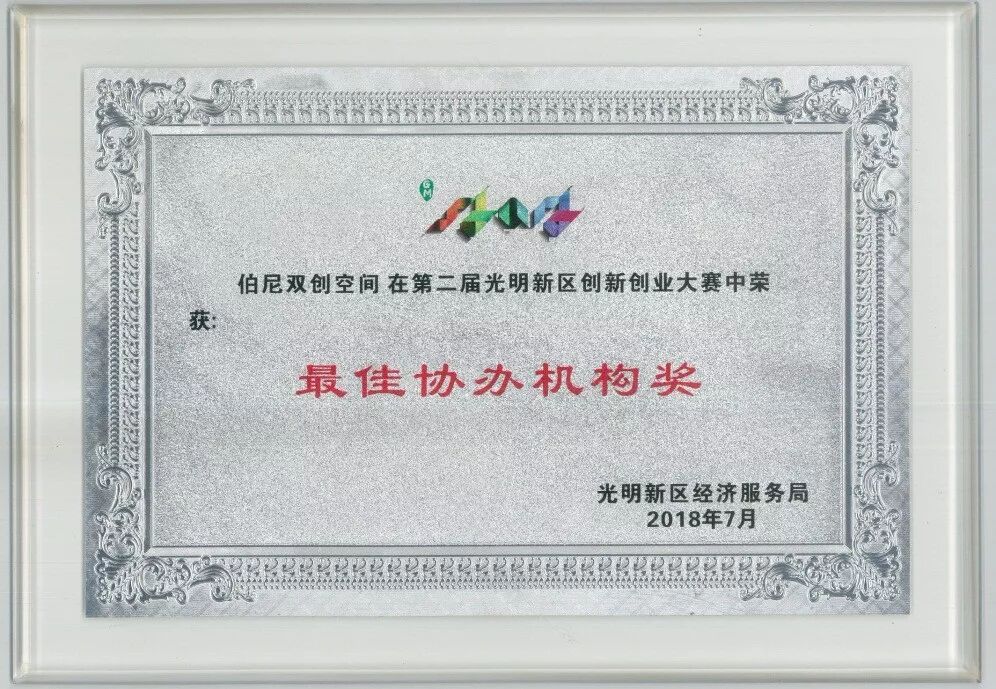 GM
start
伯尼双创空间 在第二届光明新区创新创业大赛中荣
获:
最佳协办机构奖
光明新区经济服务局
2018年7月